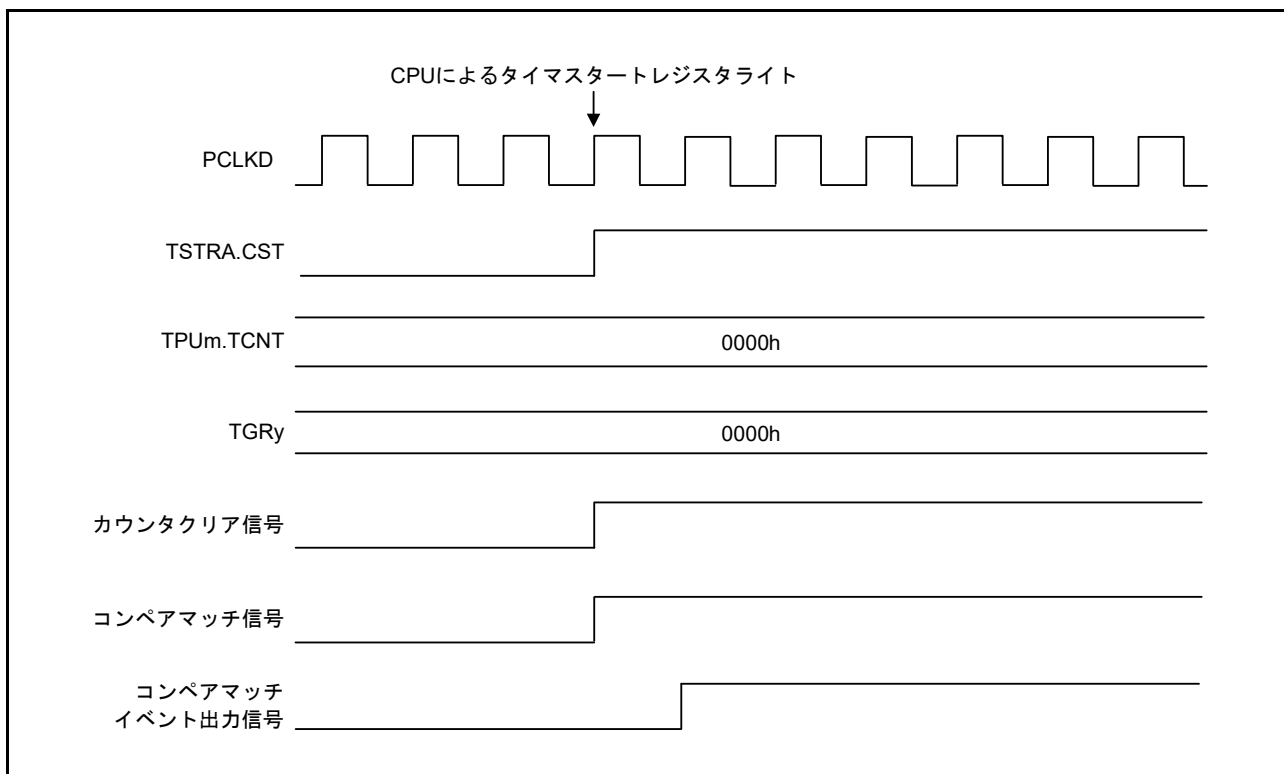 CPUによるタイマスタートレジスタライト
PCLKD
TSTRA.CST
TPUm.TCNT
0000h
TGRy
0000h
カウンタクリア信号
コンペアマッチ信号
コンペアマッチ
イベント出力信号